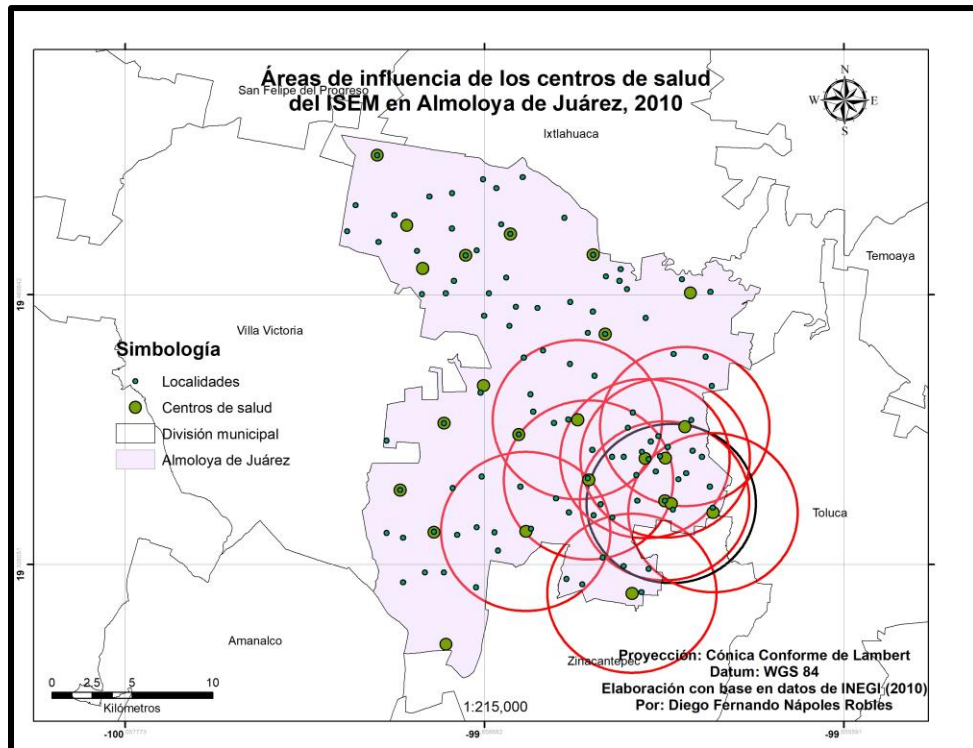 Áreas de influencia de los centros de salud
del ISEM en Almoloya de Juárez, 2010
San Felipe del Progreso
Ixtlahuaca
N
W E
S
Temoaya
Villa Victoria
Simbología
Localidades
Centros de salud
División municipal
Almoloya de Juárez
Toluca
Amanalco
Zinacantepec
Proyección: Cónica Conforme de Lambert
Datum: WGS 84
Elaboración con base en datos de INEGI (2010)
Por: Diego Fernando Nápoles Robles
0 2.5 5 10
Kilómetros
1:215,000
19
19
-100
-99
-99